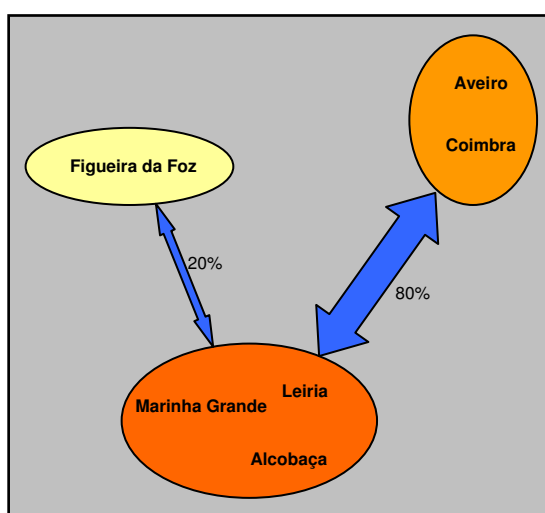 Aveiro
Coimbra
Figueira da Foz
20%
80%
Leiria
Marinha Grande
Alcobaça